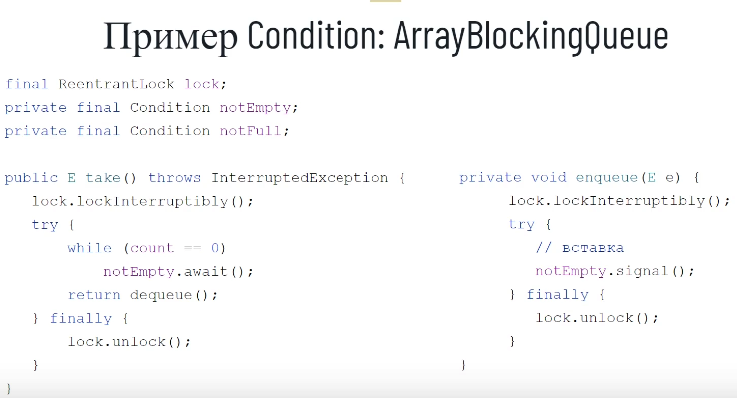 Пример Condition: ArrayBlockingQueue
final ReentrantLock lock;
private final Condition notEmpty;
private final Condition notFull;
public E take() throws InterruptedException {
lock.lockInterruptibly();
try {
while (count == 0)
notEmpty.await();
return dequeue();
} finally {
lock.unlock();
}
}
private void enqueue(E e) {
lock.lockInterruptibly();
try {
// вставка
notEmpty.signal();
} finally {
lock.unlock();
}
}